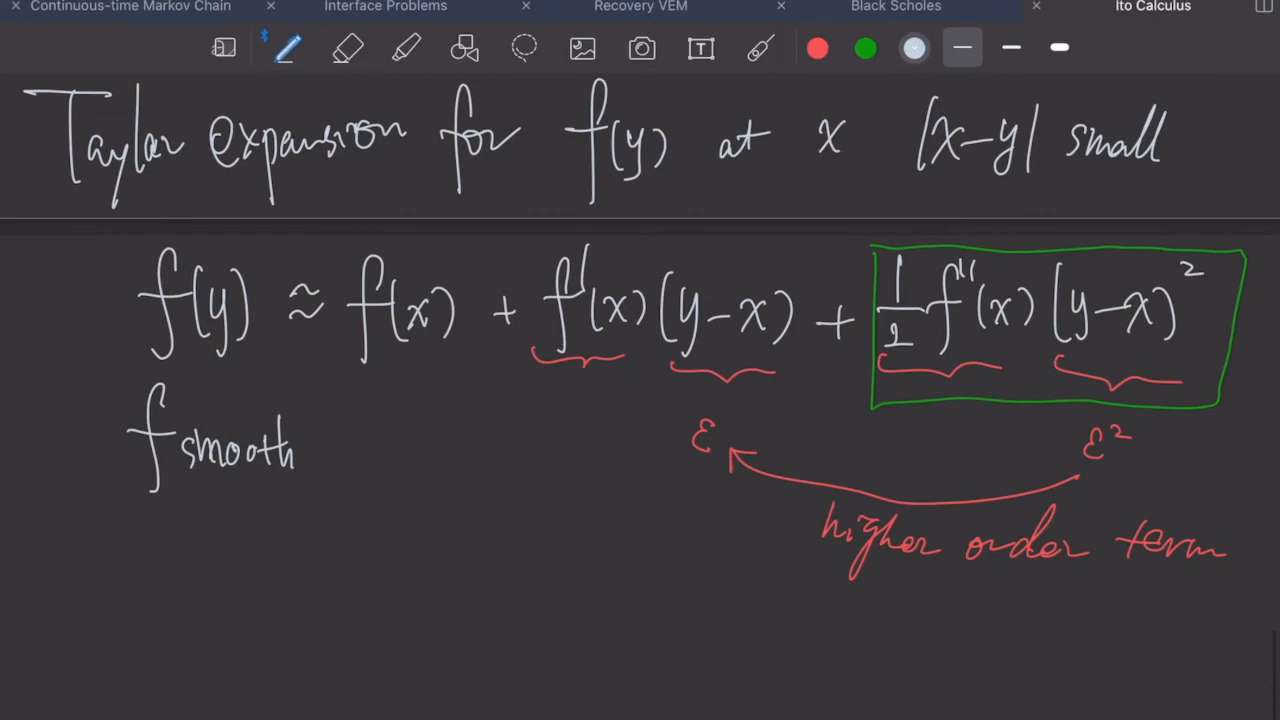 Continuous-time Markov Chain Interface Problems Recovery VEM Black Scholes Ito Calculus
Taylor expansion for f(y) at x |x-y| small
f(y) ≈ f(x) + f'(x)(y-x) + 1/2 f''(x)(y-x)²
f smooth
ε ε²
higher order term